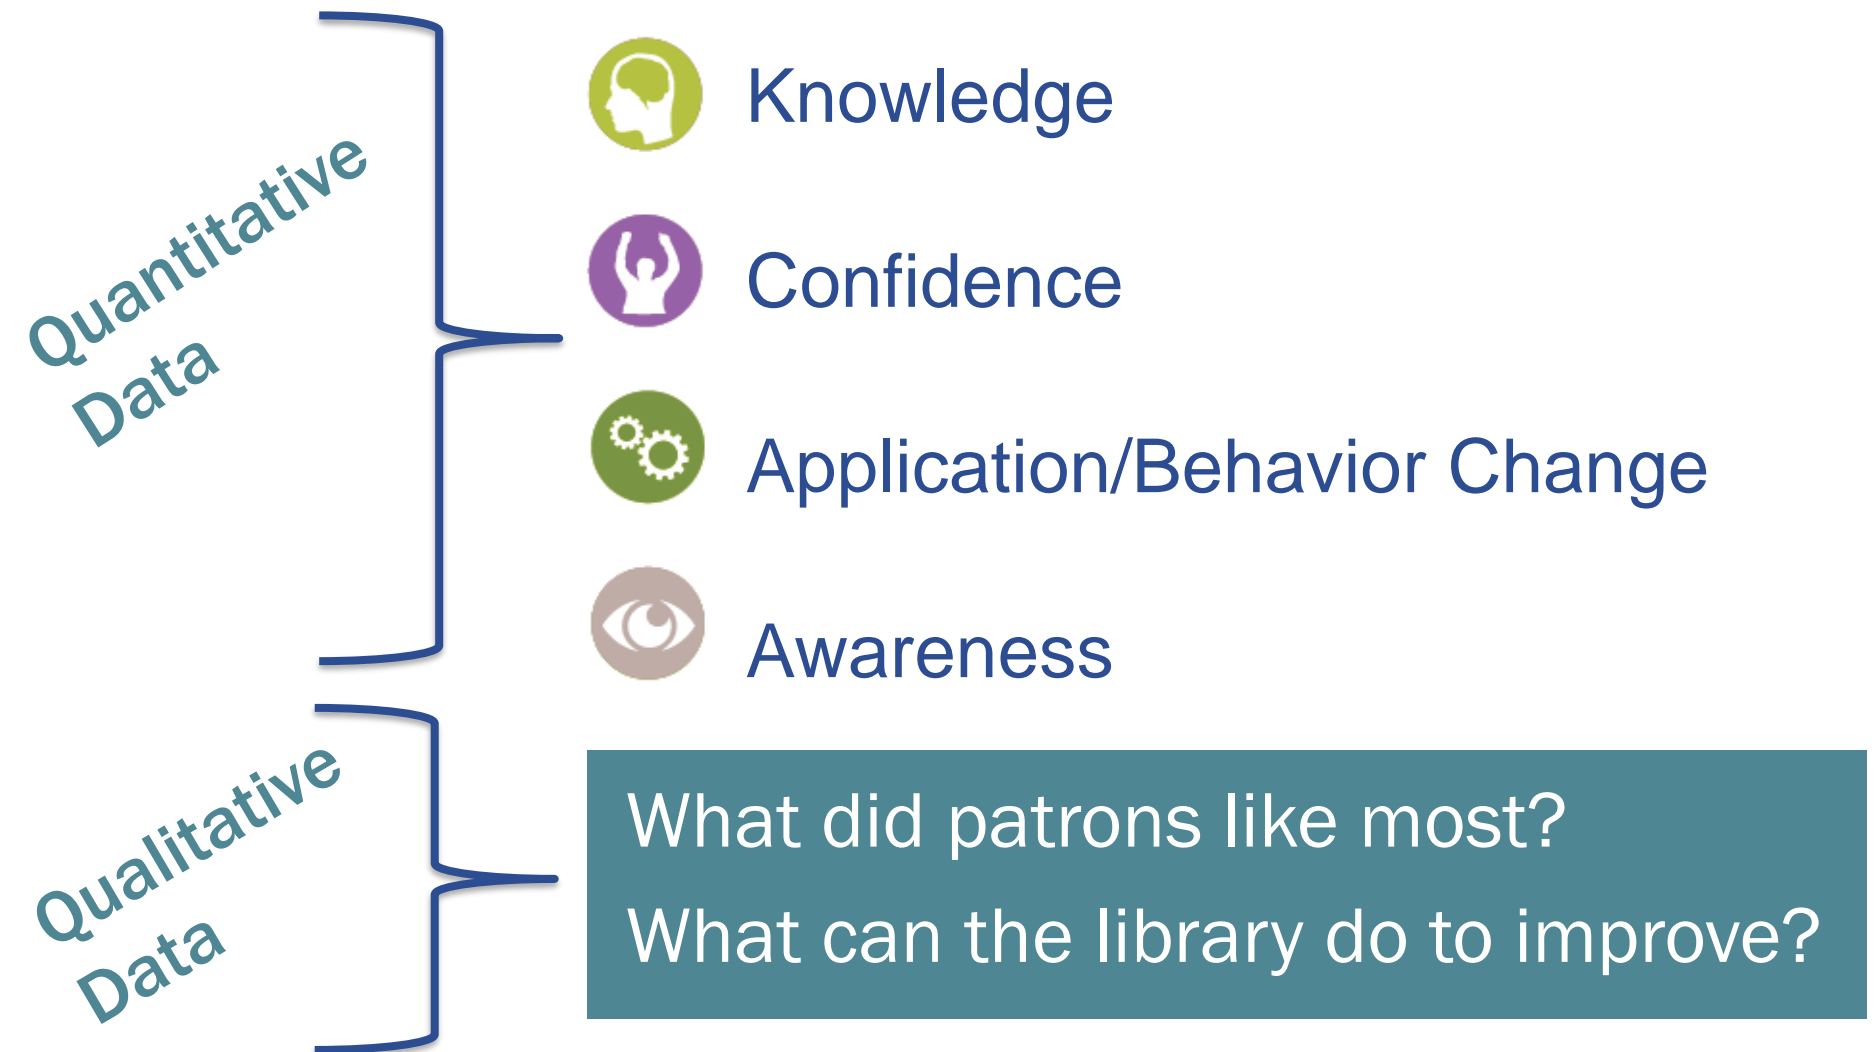 Quantitative
Data
Knowledge
Confidence
Application/Behavior Change
Awareness
Qualitative
Data
What did patrons like most?
What can the library do to improve?